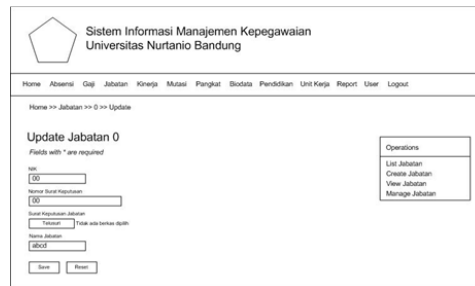 Sistem Informasi Manajemen Kepegawaian
Universitas Nurtanio Bandung
Home Absensi Gaji Jabatan Kinerja Mutasi Pangkat Biodata Pendidikan Unit Kerja Report User Logout
Home >> Jabatan >> 0 >> Update
Update Jabatan 0
Fields with * are required
NIK
00
Nomor Surat Keputusan
00
Surat Keputusan Jabatan
Telusuri Tidak ada berkas dipilih
Nama Jabatan
abcd
Save Reset
Operations
List Jabatan
Create Jabatan
View Jabatan
Manage Jabatan